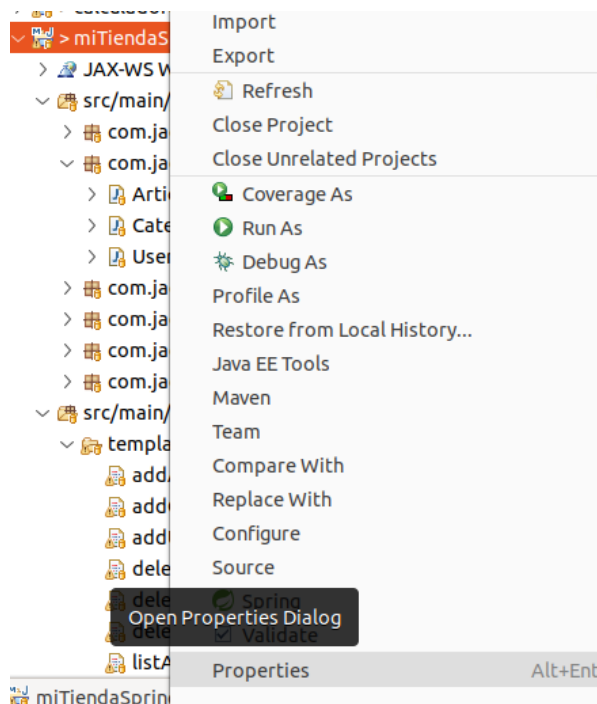 Import
> miTiendaS
Export
JAX-WS W
Refresh
src/main/
Close Project
com.ja
Close Unrelated Projects
com.ja
Coverage As
Arti
Run As
Cate
Debug As
User
Profile As
com.ja
Restore from Local History...
com.ja
Java EE Tools
com.ja
Maven
com.ja
Team
src/main/
Compare With
templa
Replace With
add
Configure
add
Source
add
dele
Spring
dele
Open Properties Dialog
dele
Validate
listA
Properties Alt+Ent
miTiendaSprin